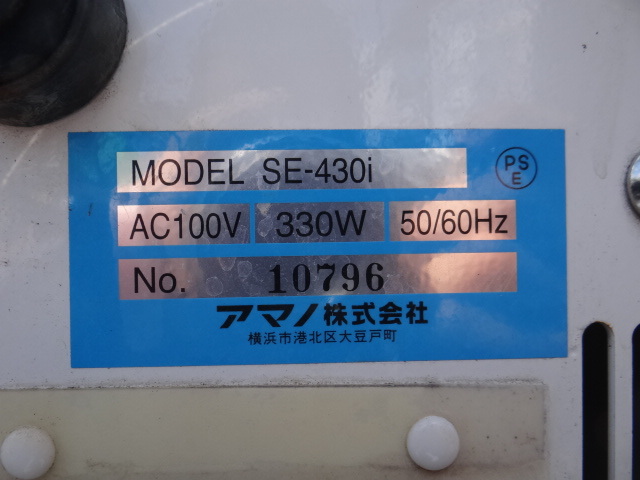 MODEL SE-430i
PS
E
AC100V 330W 50/60Hz
No. 10796
アマノ株式会社
横浜市港北区大豆戸町